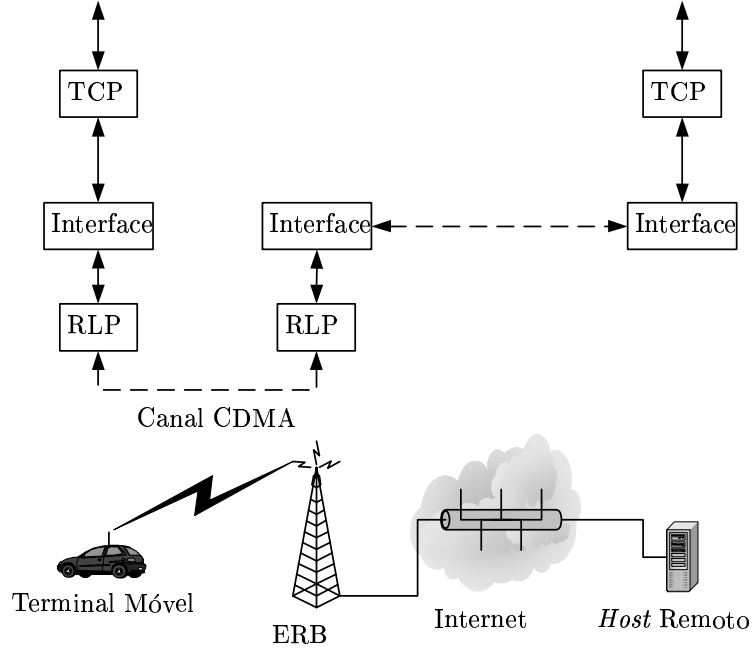 TCP
TCP
Interface
Interface
Interface
RLP
RLP
Canal CDMA
Terminal Móvel
ERB
Internet
Host Remoto